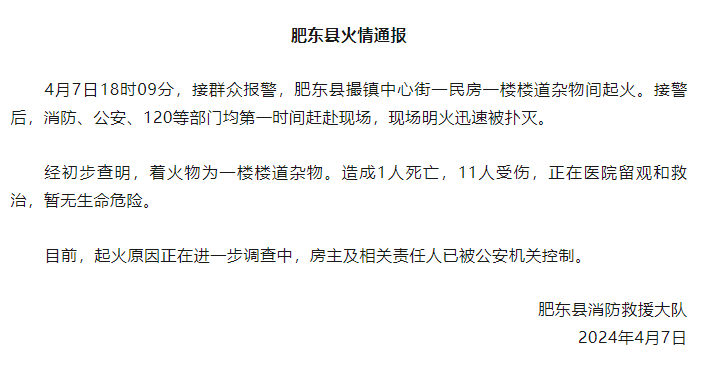 肥东县火情通报
4月7日18时09分，接群众报警，肥东县撮镇中心街一民房一楼楼道杂物间起火。接警
后，消防、公安、120等部门均第一时间赶赴现场，现场明火迅速被扑灭。
经初步查明，着火物为一楼楼道杂物。造成1人死亡，11人受伤，正在医院留观和救
治，暂无生命危险。
目前，起火原因正在进一步调查中，房主及相关责任人已被公安机关控制。
肥东县消防救援大队
2024年4月7日